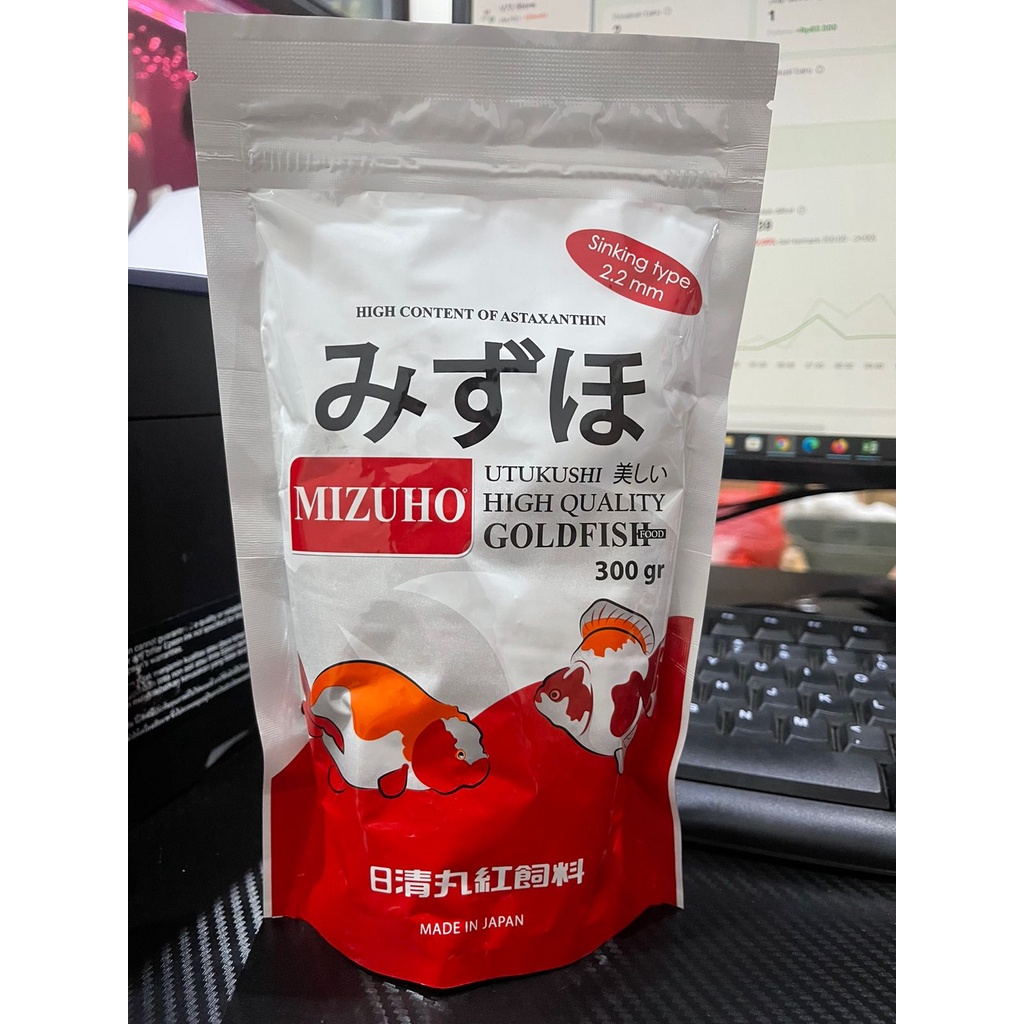 Sinking type
2.2 mm
HIGH CONTENT OF ASTAXANTHIN
みずほ
MIZUHO
UTUKUSHI 美しい
HIGH QUALITY
GOLDFISH FOOD
300 gr
日清丸紅飼料
MADE IN JAPAN